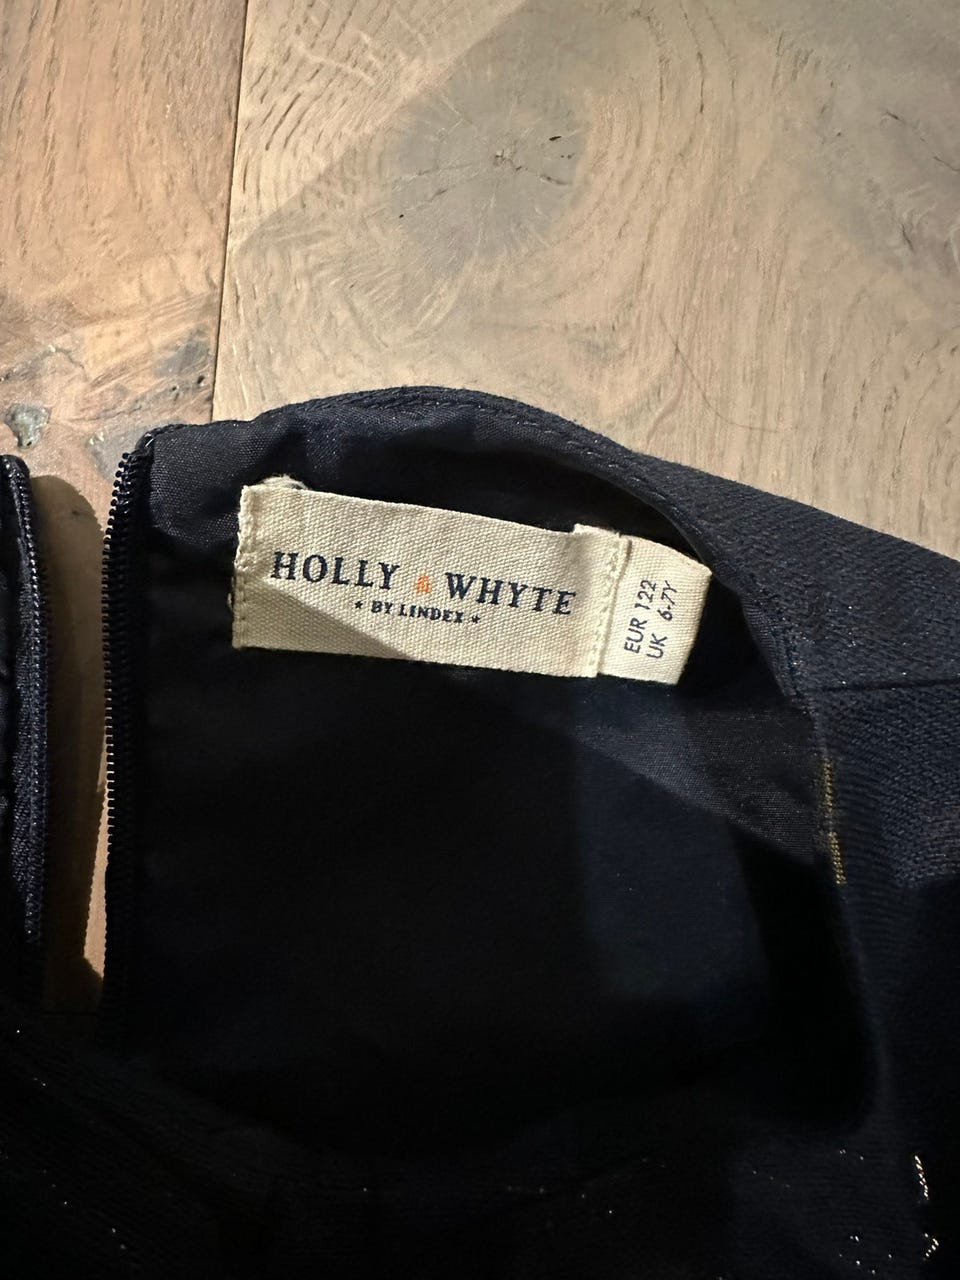 HOLLY & WHYTE
★ BY LINDEX ★
EUR 122
UK 6-7Y